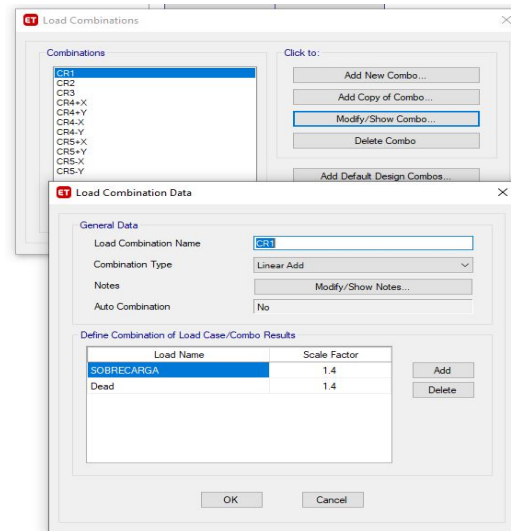 ET Load Combinations
Combinations
CR1
CR2
CR3
CR4+X
CR4+Y
CR4-X
CR4-Y
CR5+X
CR5+Y
CR5-X
CR5-Y
Click to:
Add New Combo...
Add Copy of Combo...
Modify/Show Combo...
Delete Combo
Add Default Design Combos...
ET Load Combination Data
General Data
Load Combination Name CR1
Combination Type Linear Add
Notes Modify/Show Notes...
Auto Combination No
Define Combination of Load Case/Combo Results
Load Name Scale Factor
SOBRECARGA 1.4 Add
Dead 1.4 Delete
OK Cancel